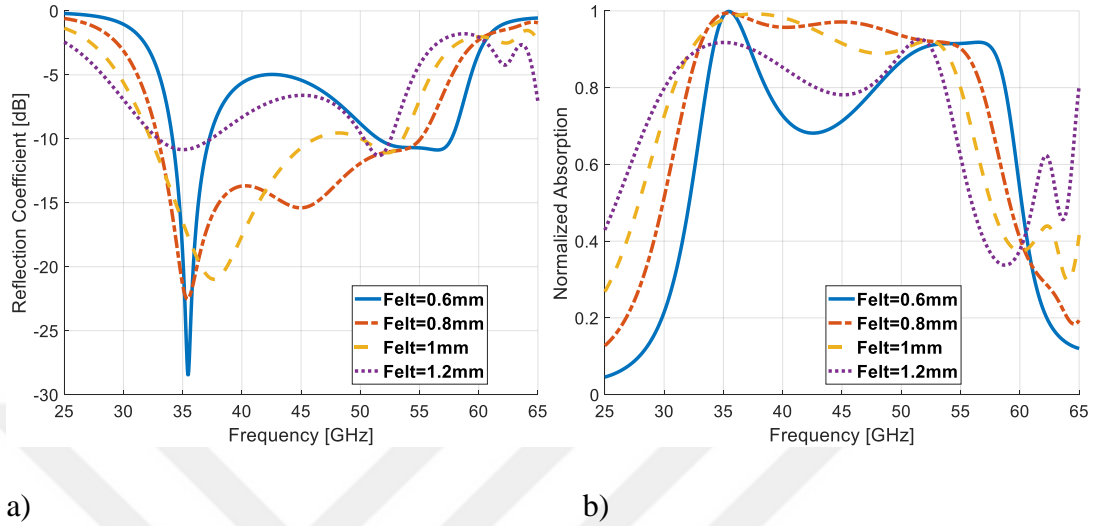 0
-5
-10
-15
-20
-25
-30
25 30 35 40 45 50 55 60 65
Reflection Coefficient [dB]
Frequency [GHz]
Felt=0.6mm
Felt=0.8mm
Felt=1mm
Felt=1.2mm
1
0.8
0.6
0.4
0.2
0
25 30 35 40 45 50 55 60 65
Normalized Absorption
Frequency [GHz]
Felt=0.6mm
Felt=0.8mm
Felt=1mm
Felt=1.2mm
a) b)